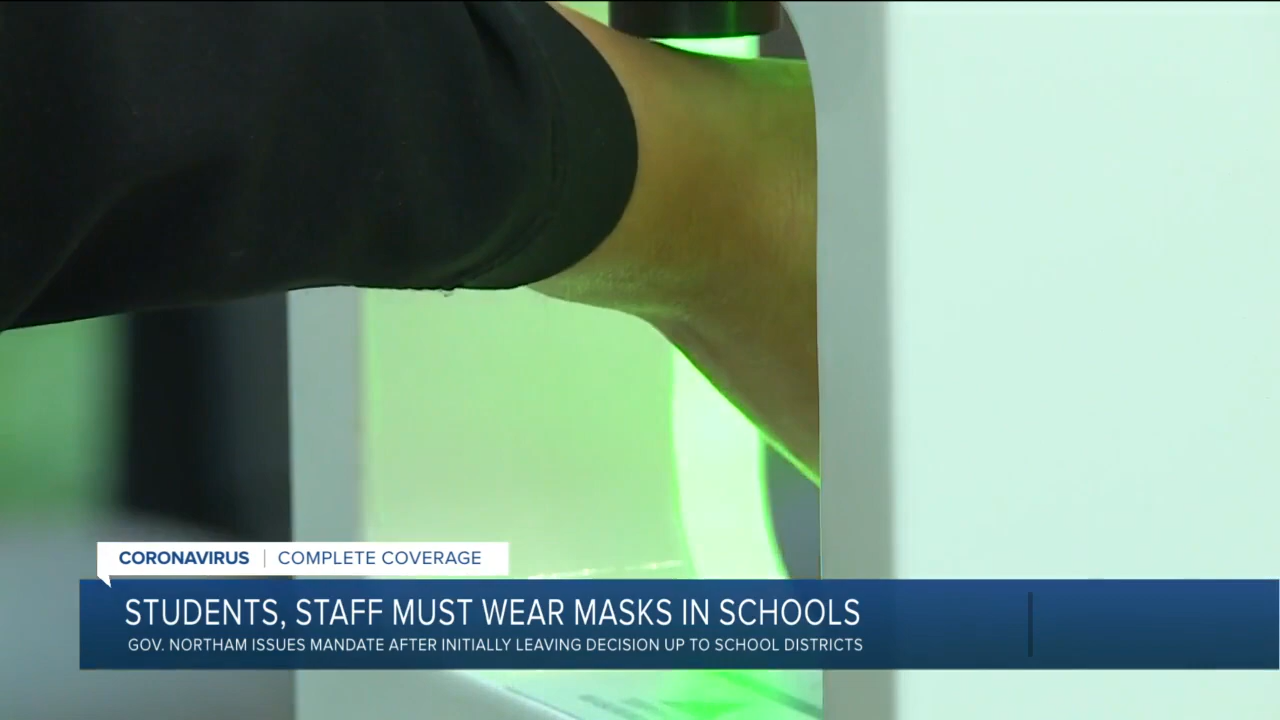 CORONAVIRUS | COMPLETE COVERAGE
STUDENTS, STAFF MUST WEAR MASKS IN SCHOOLS
GOV. NORTHAM ISSUES MANDATE AFTER INITIALLY LEAVING DECISION UP TO SCHOOL DISTRICTS